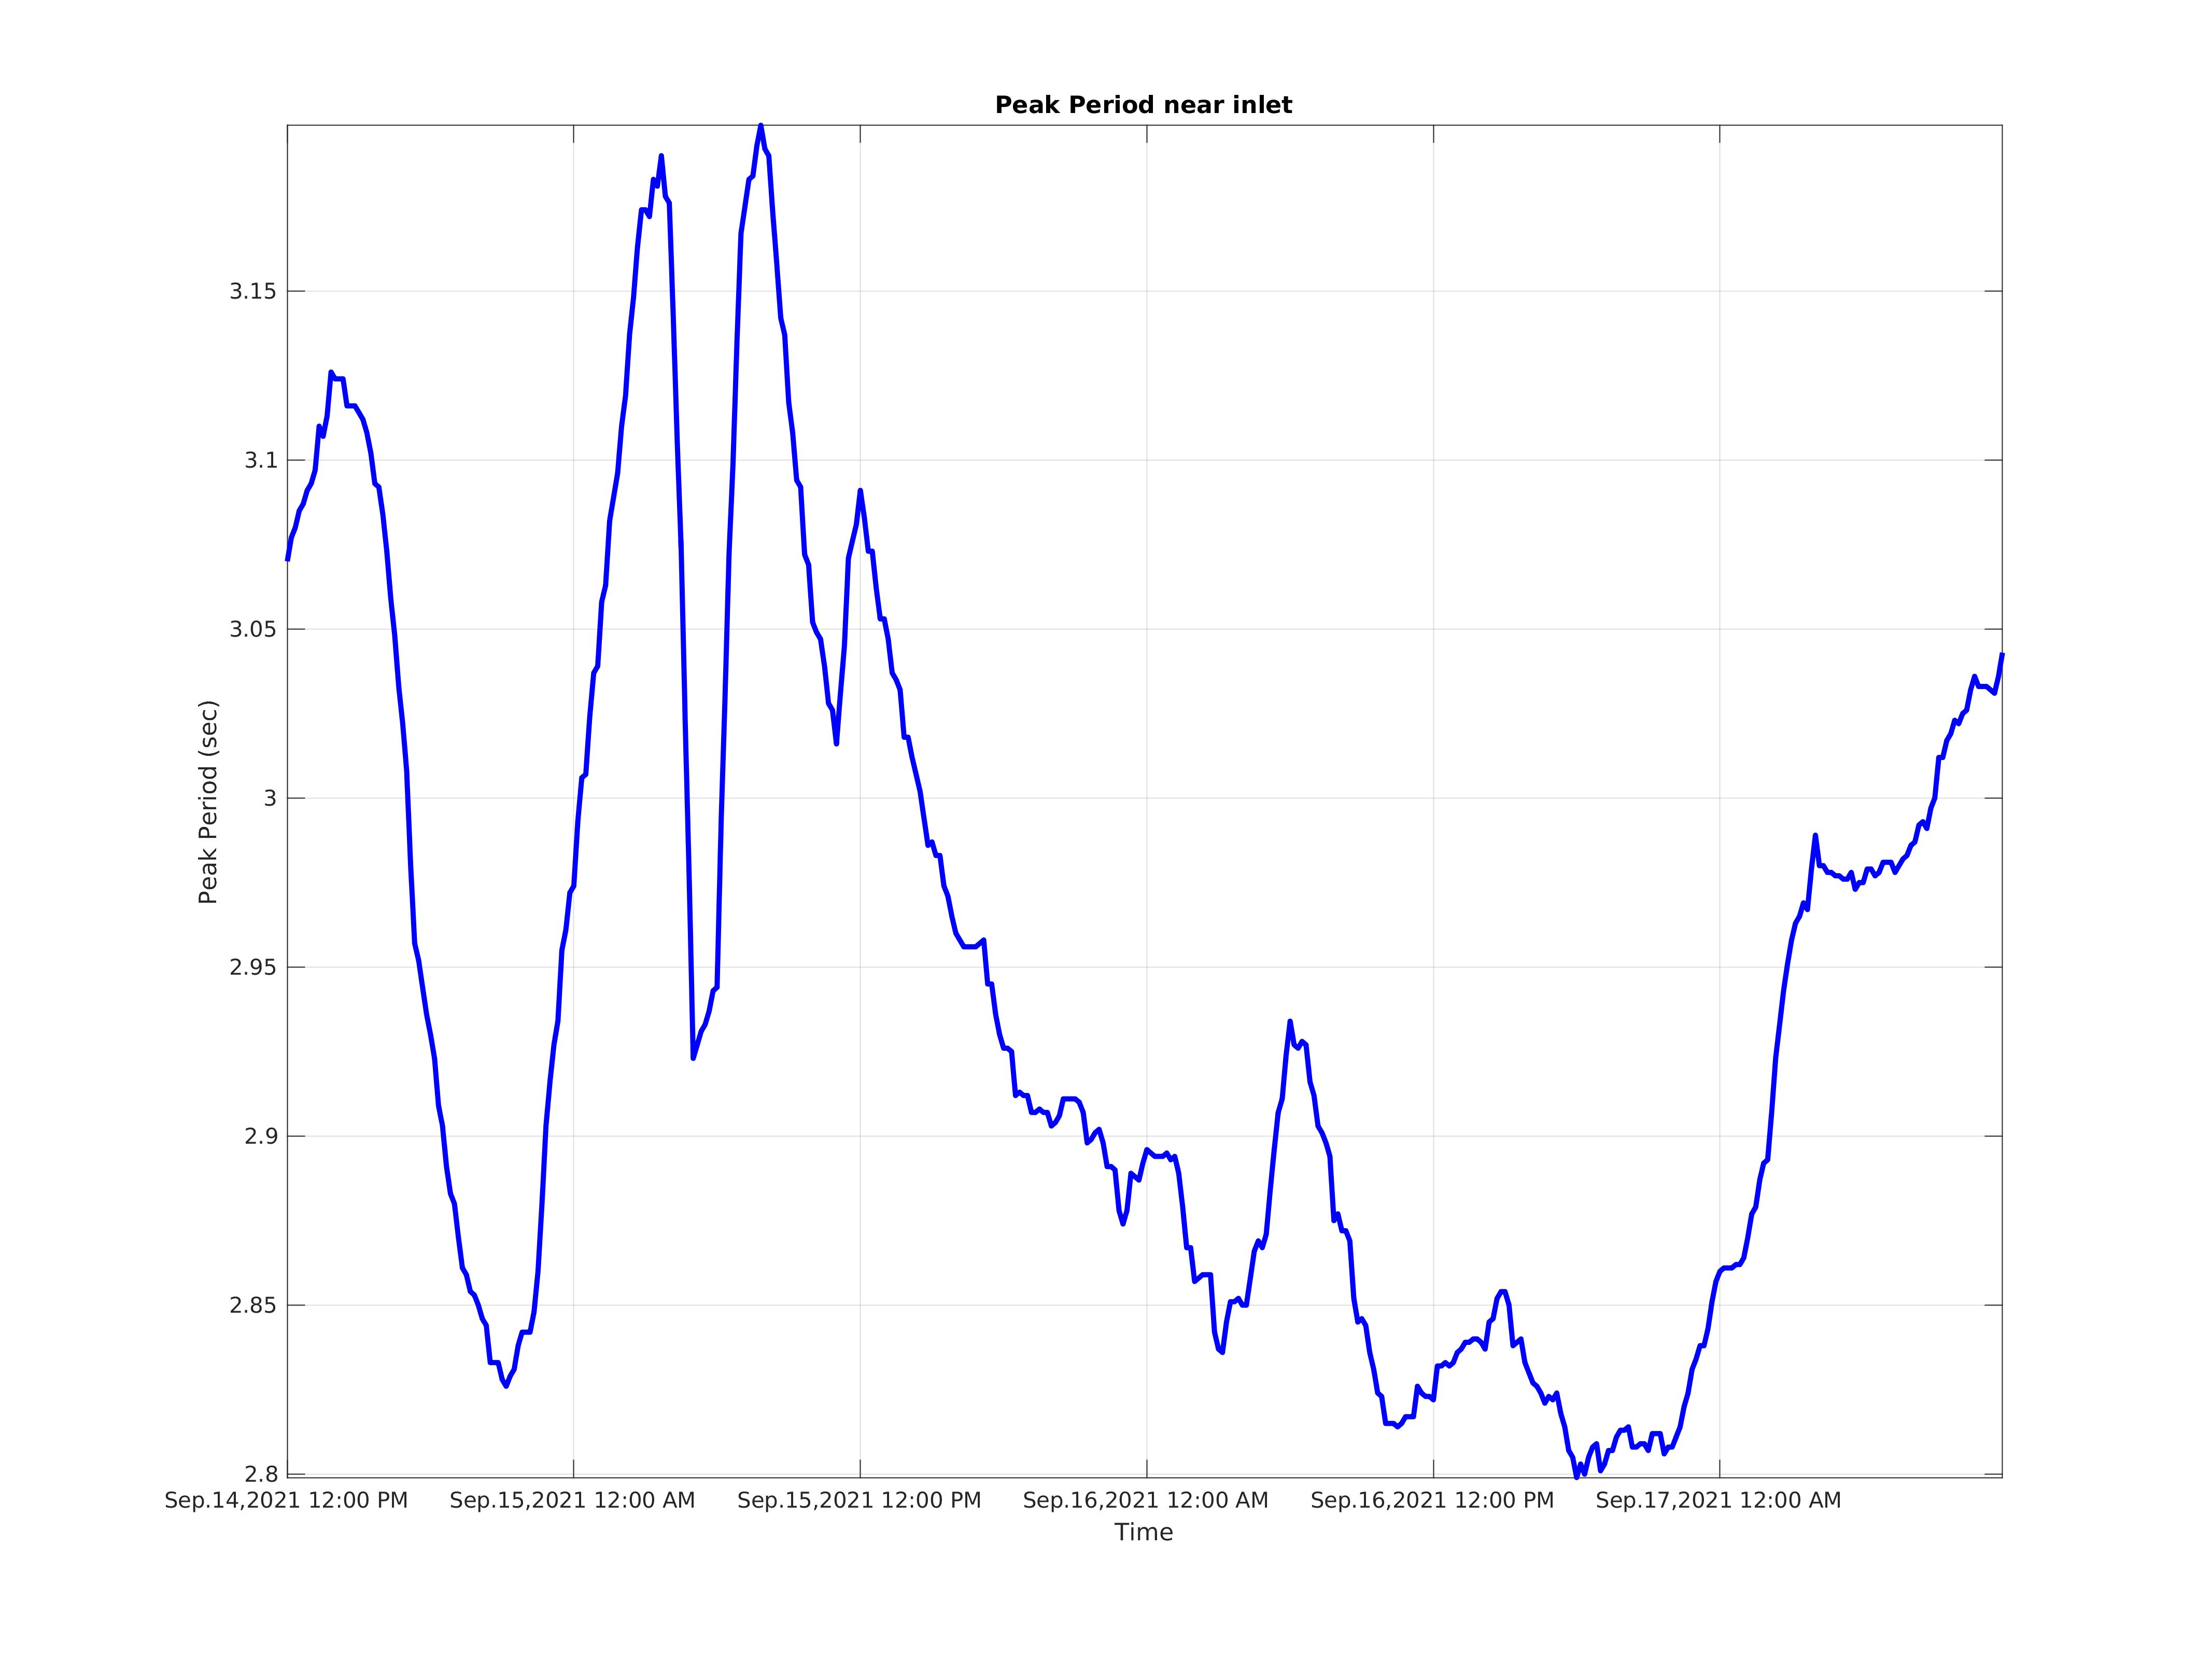 Peak Period near inlet
3.15
3.1
3.05
3
2.95
2.9
2.85
2.8
Peak Period (sec)
Sep.14,2021 12:00 PM
Sep.15,2021 12:00 AM
Sep.15,2021 12:00 PM
Sep.16,2021 12:00 AM
Sep.16,2021 12:00 PM
Sep.17,2021 12:00 AM
Time